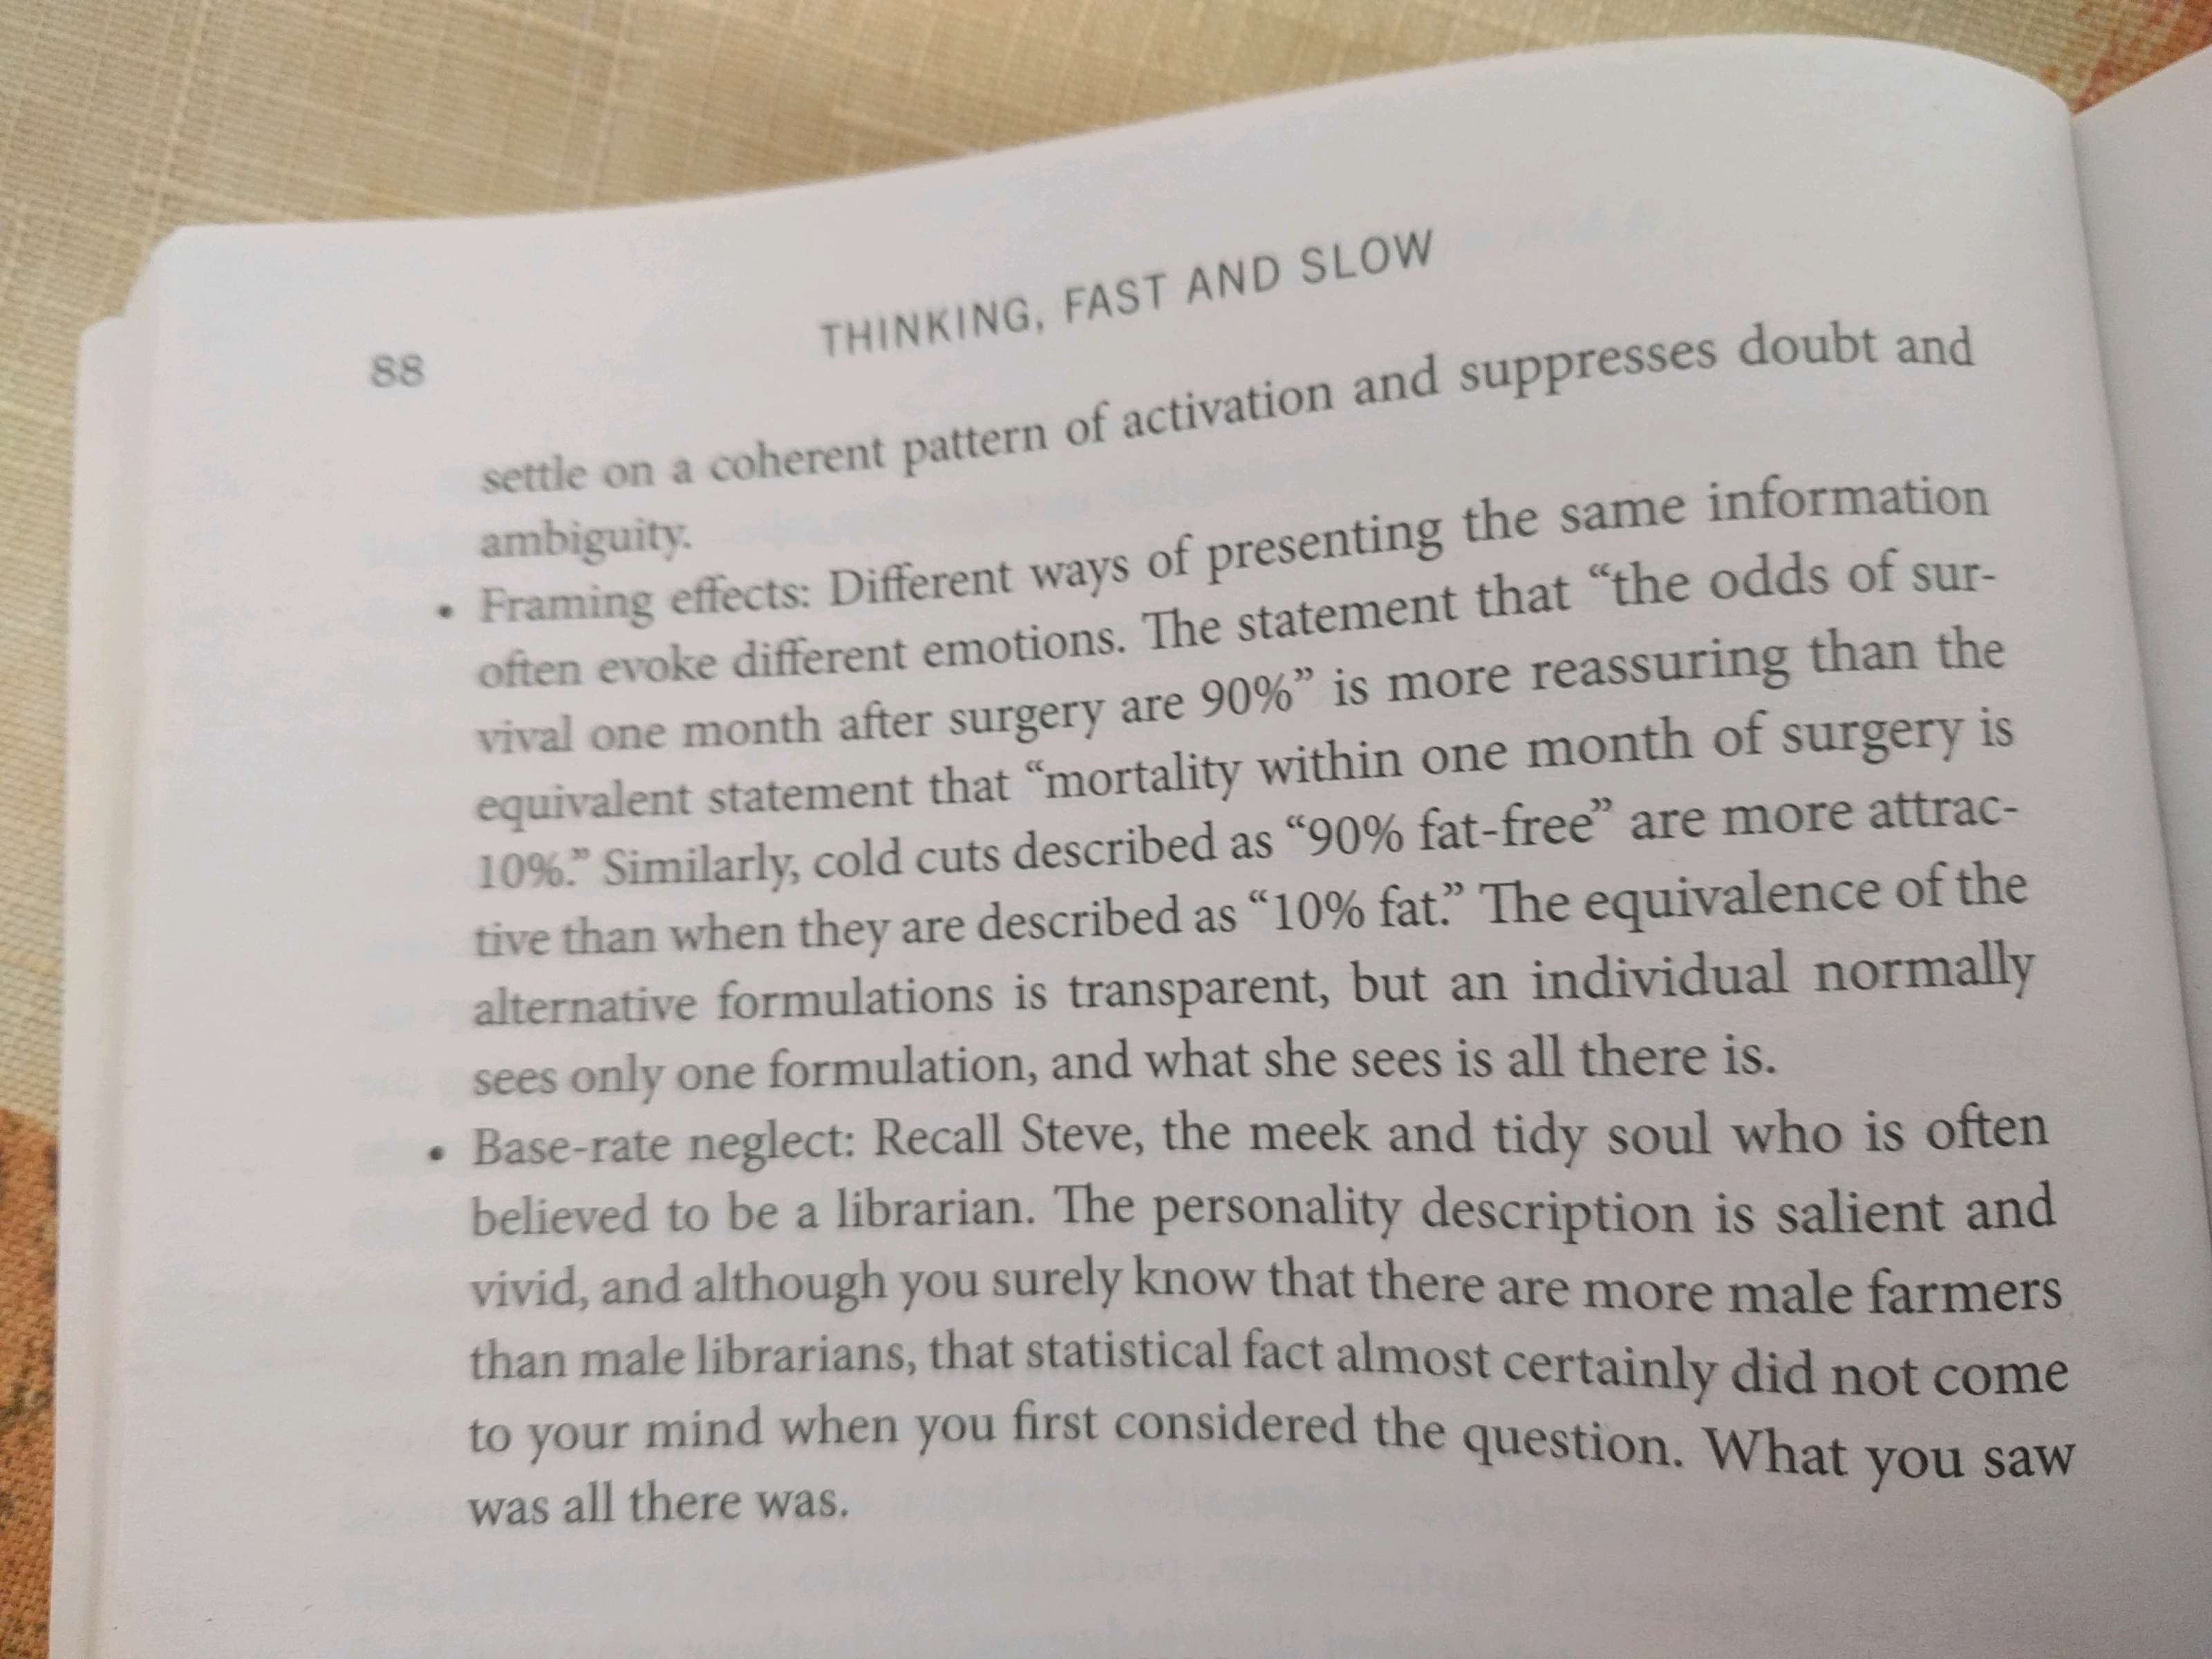 88
THINKING, FAST AND SLOW
settle on a coherent pattern of activation and suppresses doubt and
ambiguity.
• Framing effects: Different ways of presenting the same information
often evoke different emotions. The statement that “the odds of sur-
vival one month after surgery are 90%” is more reassuring than the
equivalent statement that “mortality within one month of surgery is
10%.” Similarly, cold cuts described as “90% fat-free” are more attrac-
tive than when they are described as “10% fat.” The equivalence of the
alternative formulations is transparent, but an individual normally
sees only one formulation, and what she sees is all there is.
• Base-rate neglect: Recall Steve, the meek and tidy soul who is often
believed to be a librarian. The personality description is salient and
vivid, and although you surely know that there are more male farmers
than male librarians, that statistical fact almost certainly did not come
to your mind when you first considered the question. What you saw
was all there was.